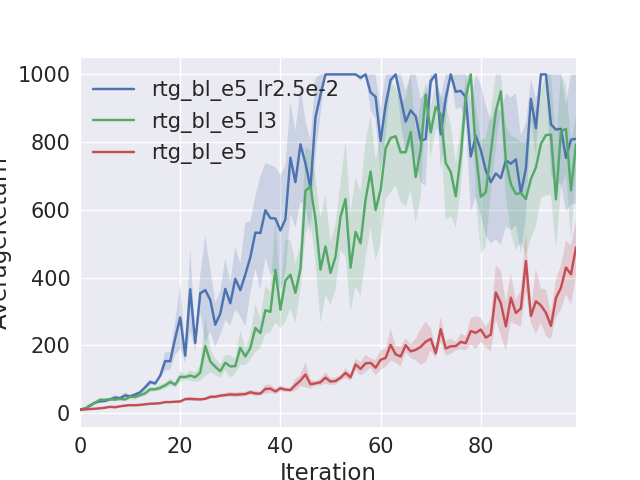 1000
800
600
400
200
0
rtg_bl_e5_lr2.5e-2
rtg_bl_e5_l3
rtg_bl_e5
0 20 40 60 80
Iteration
AverageReturn